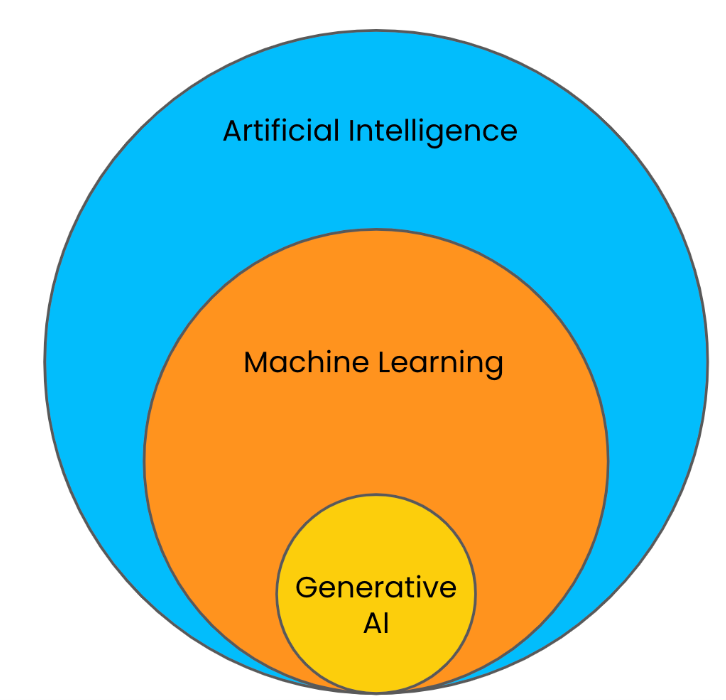 Artificial Intelligence
Machine Learning
Generative
AI